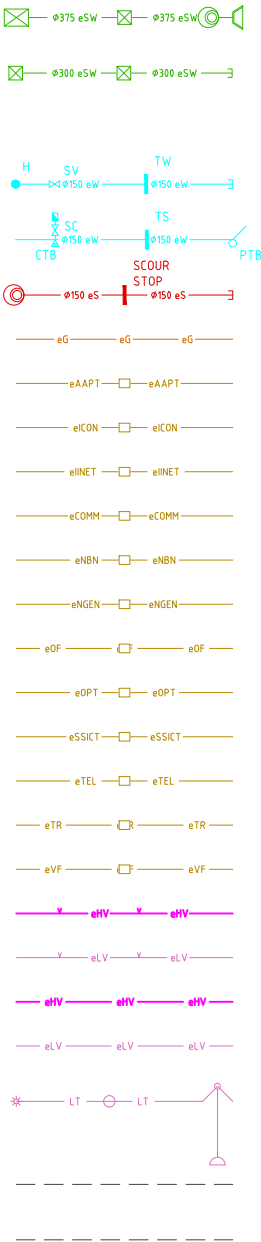 Ø375 eSW Ø375 eSW
Ø300 eSW Ø300 eSW
H SV TW
Ø150 eW Ø150 eW
SC TS
Ø150 eW Ø150 eW
CTB PTB
SCOUR
STOP
Ø150 eS Ø150 eS
eG eG eG
eAAPT eAAPT
eICON eICON
eIINET eIINET
eCOMM eCOMM
eNBN eNBN
eNGEN eNGEN
eOF eOF
eOPT eOPT
eSSICT eSSICT
eTEL eTEL
eTR eTR
eVF eVF
eHV eHV
eLV eLV
eHV eHV eHV
eLV eLV eLV
LT LT